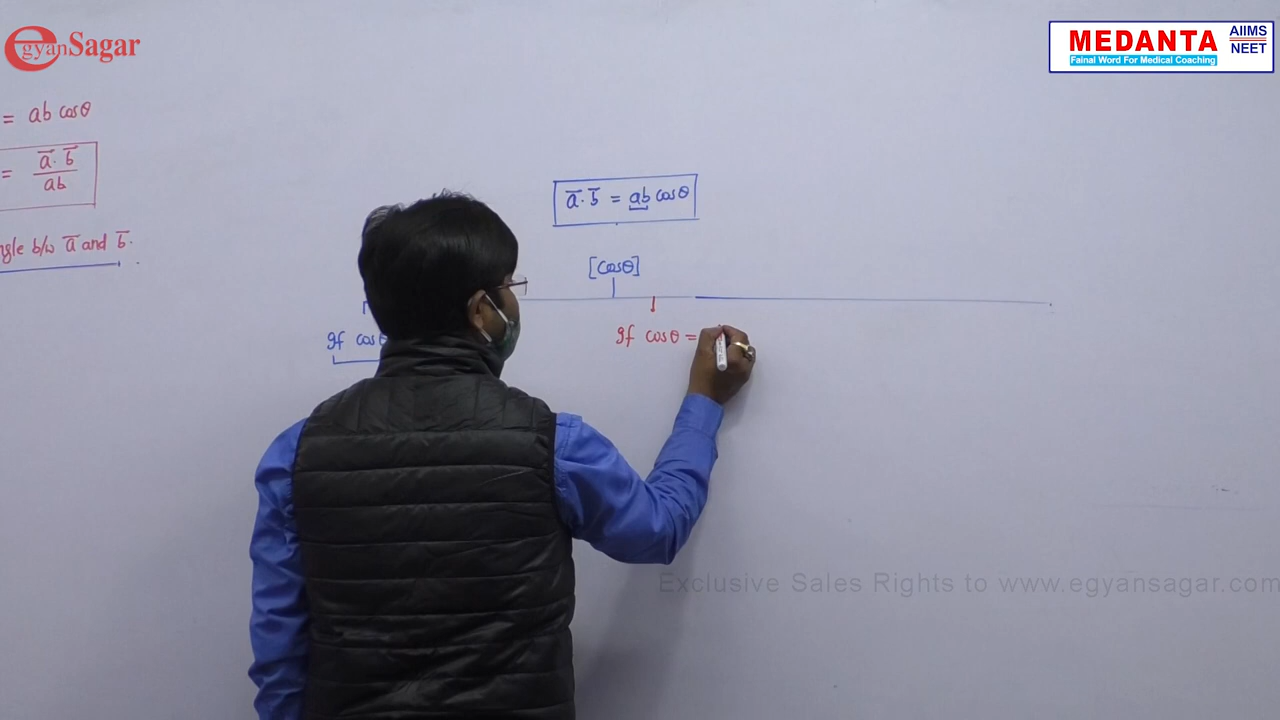 egyanSagar
MEDANTA
AIIMS
NEET
Fainal Word For Medical Coaching
= ab cosθ
= a̅ · b̅ / ab
ngle b/w a̅ and b̅.
a̅ · b̅ = ab cosθ
[cosθ]
If cosθ
If cosθ =
Exclusive Sales Rights to www.egyansagar.com